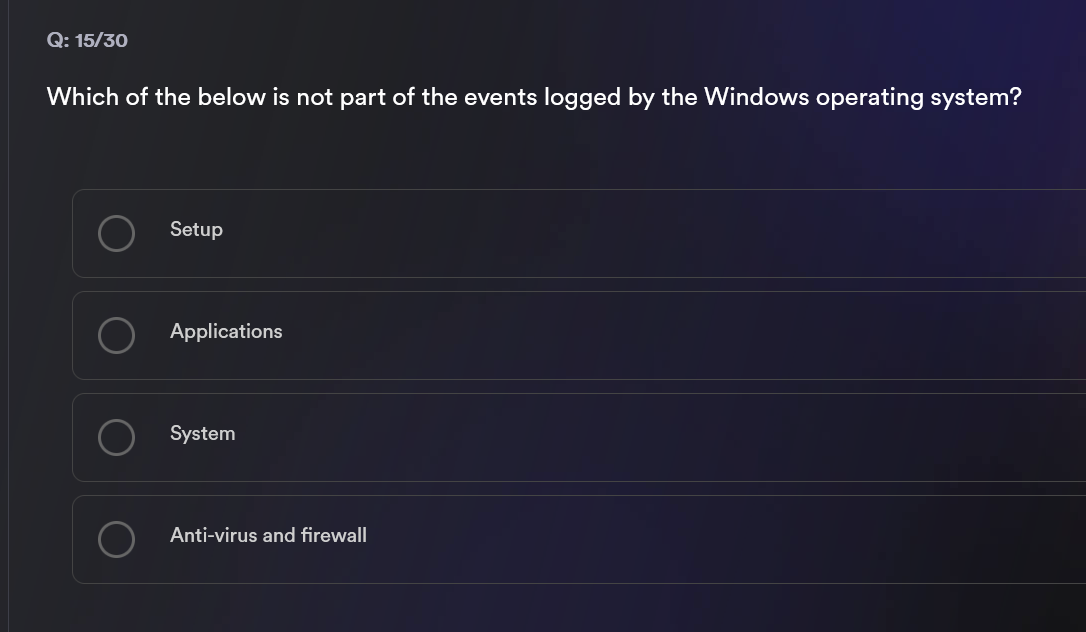 Q: 15/30
Which of the below is not part of the events logged by the Windows operating system?
Setup
Applications
System
Anti-virus and firewall